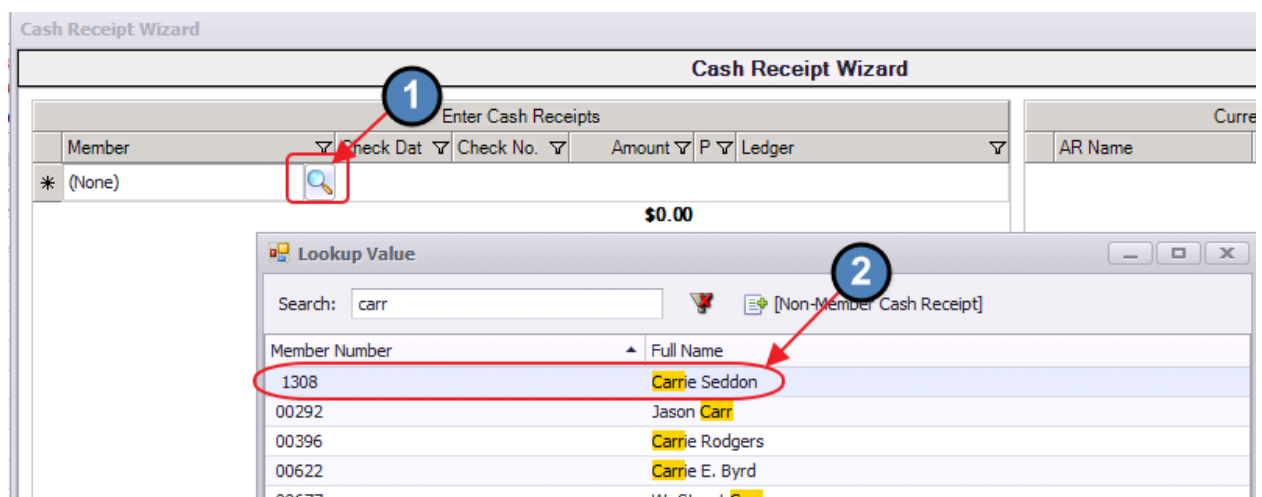 Cash Receipt Wizard
Cash Receipt Wizard
1
Enter Cash Receipts
Curre
Member Check Dat Check No. Amount P Ledger AR Name
(None)
$0.00
Lookup Value
2
Search: carr [Non-Member Cash Receipt]
Member Number Full Name
1308 Carrie Seddon
00292 Jason Carr
00396 Carrie Rodgers
00622 Carrie E. Byrd